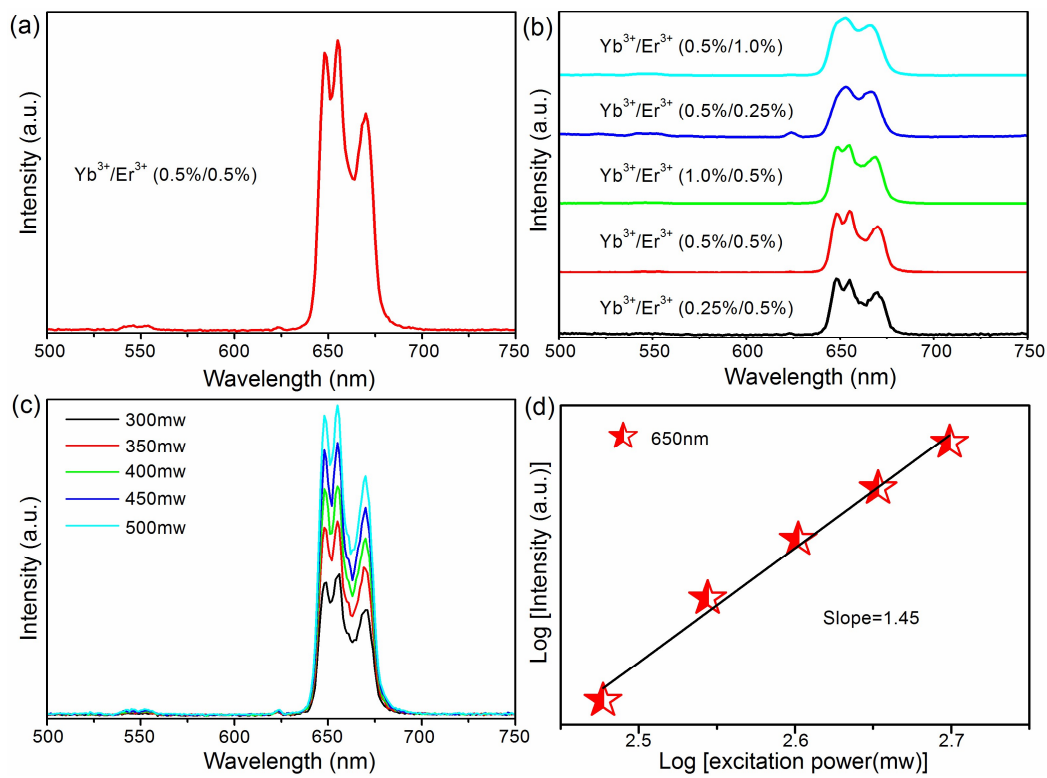 (a)
Intensity (a.u.)
Yb³⁺/Er³⁺ (0.5%/0.5%)
500 550 600 650 700 750
Wavelength (nm)
(b)
Intensity (a.u.)
Yb³⁺/Er³⁺ (0.5%/1.0%)
Yb³⁺/Er³⁺ (0.5%/0.25%)
Yb³⁺/Er³⁺ (1.0%/0.5%)
Yb³⁺/Er³⁺ (0.5%/0.5%)
Yb³⁺/Er³⁺ (0.25%/0.5%)
500 550 600 650 700 750
Wavelength (nm)
(c)
Intensity (a.u.)
300mw
350mw
400mw
450mw
500mw
500 550 600 650 700 750
Wavelength (nm)
(d)
Log [Intensity (a.u.)]
650nm
Slope=1.45
2.5 2.6 2.7
Log [excitation power(mw)]